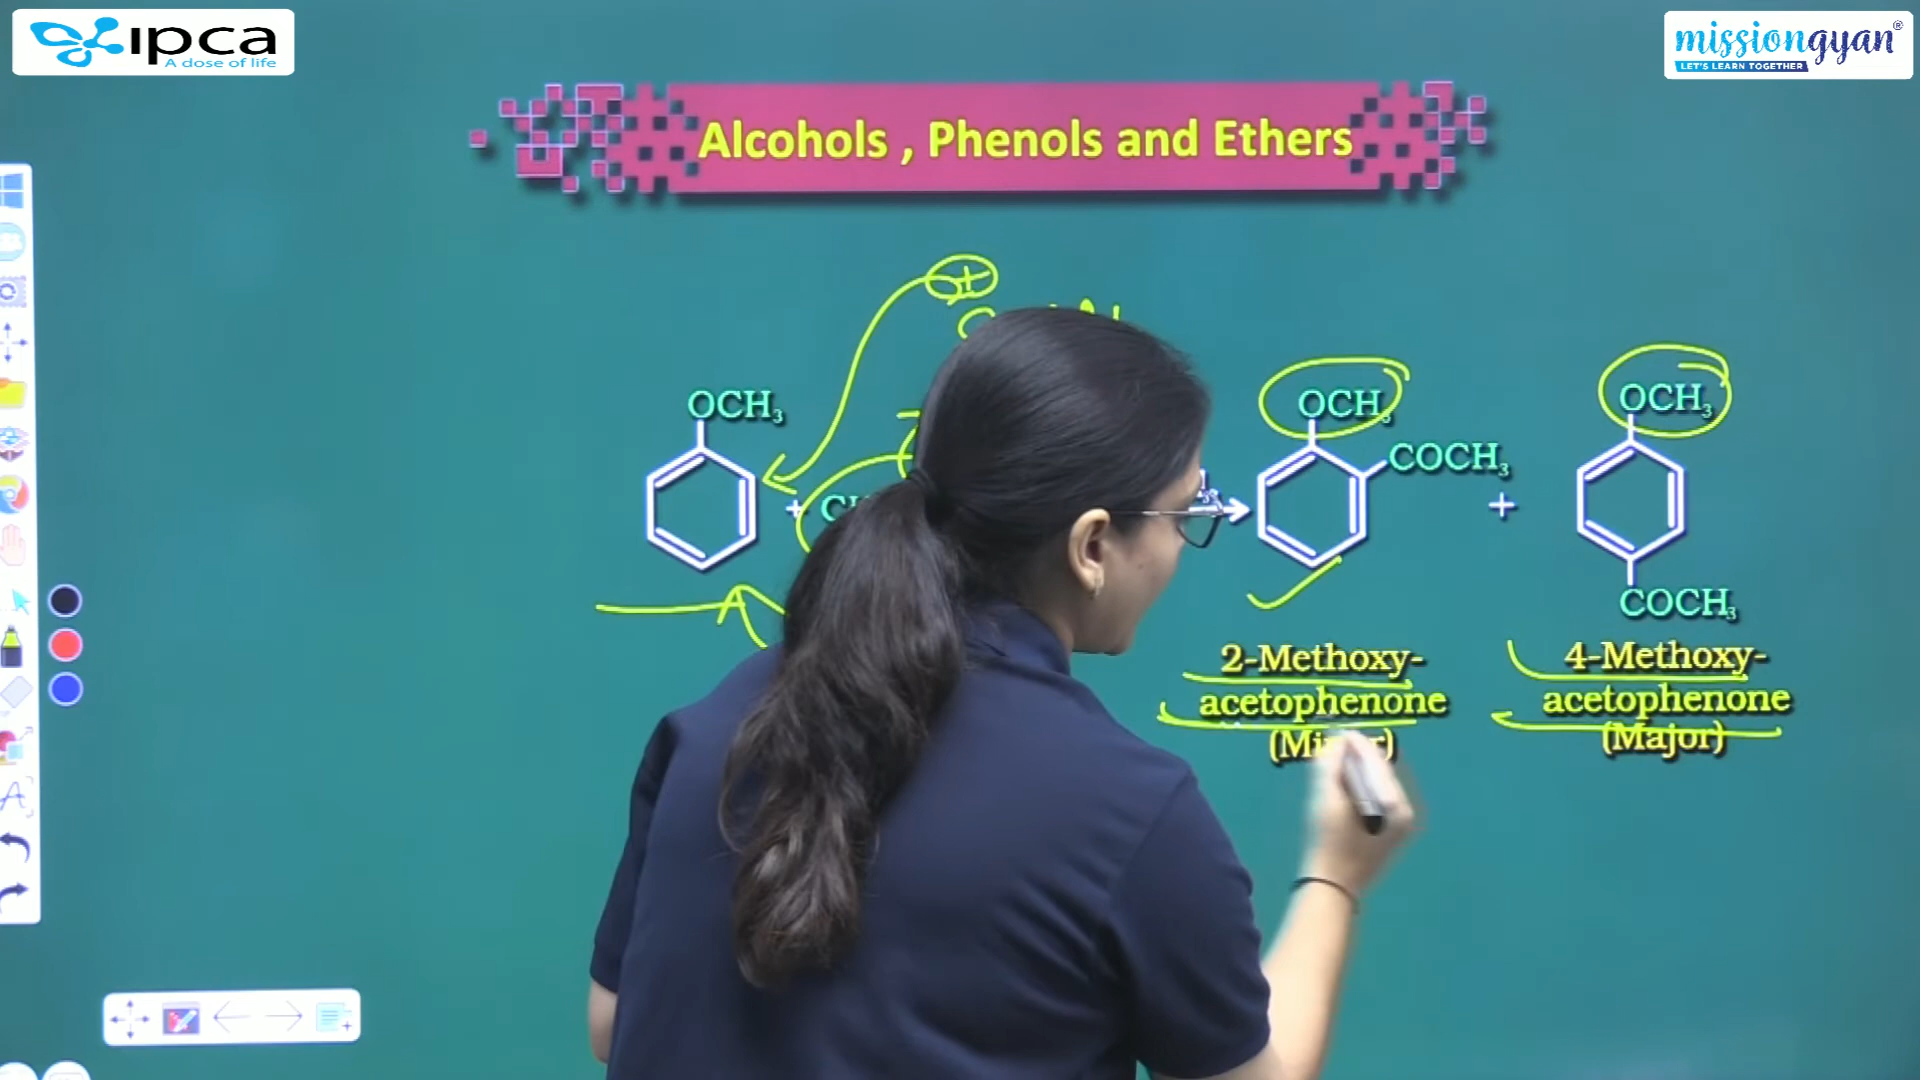 ipca
A dose of life
missiongyan®
LET'S LEARN TOGETHER
Alcohols , Phenols and Ethers
OCH₃
OCH₃
OCH₃
COCH₃
+
+
COCH₃
2-Methoxy-
acetophenone
(Minor)
4-Methoxy-
acetophenone
(Major)